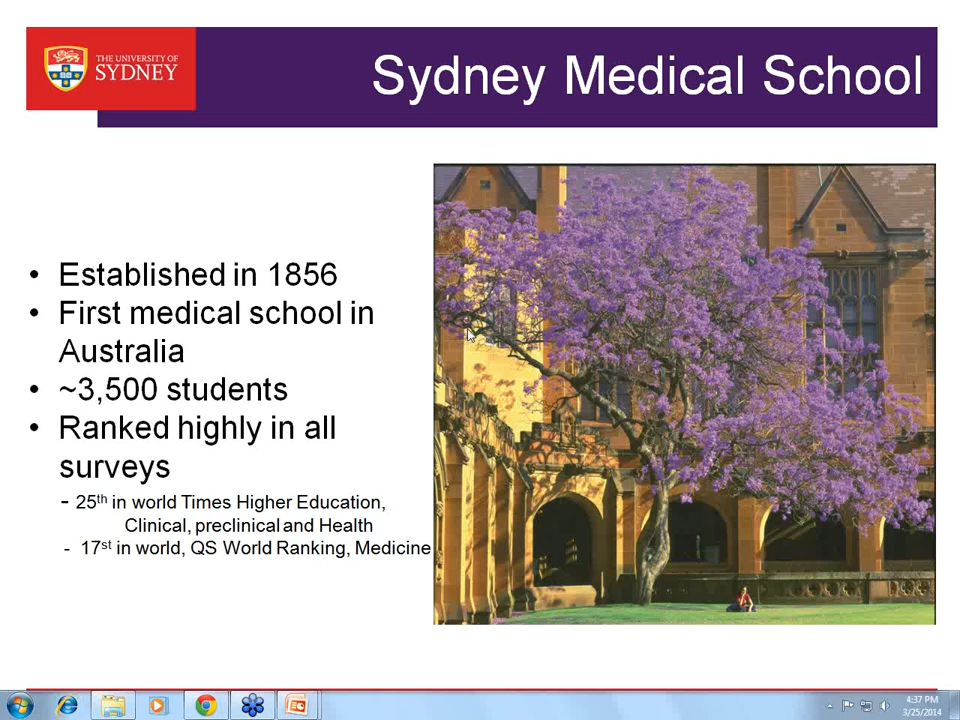 THE UNIVERSITY OF
SYDNEY
Sydney Medical School
• Established in 1856
• First medical school in
Australia
• ~3,500 students
• Ranked highly in all
surveys
- 25th in world Times Higher Education,
Clinical, preclinical and Health
- 17st in world, QS World Ranking, Medicine
4:37 PM
3/25/2014